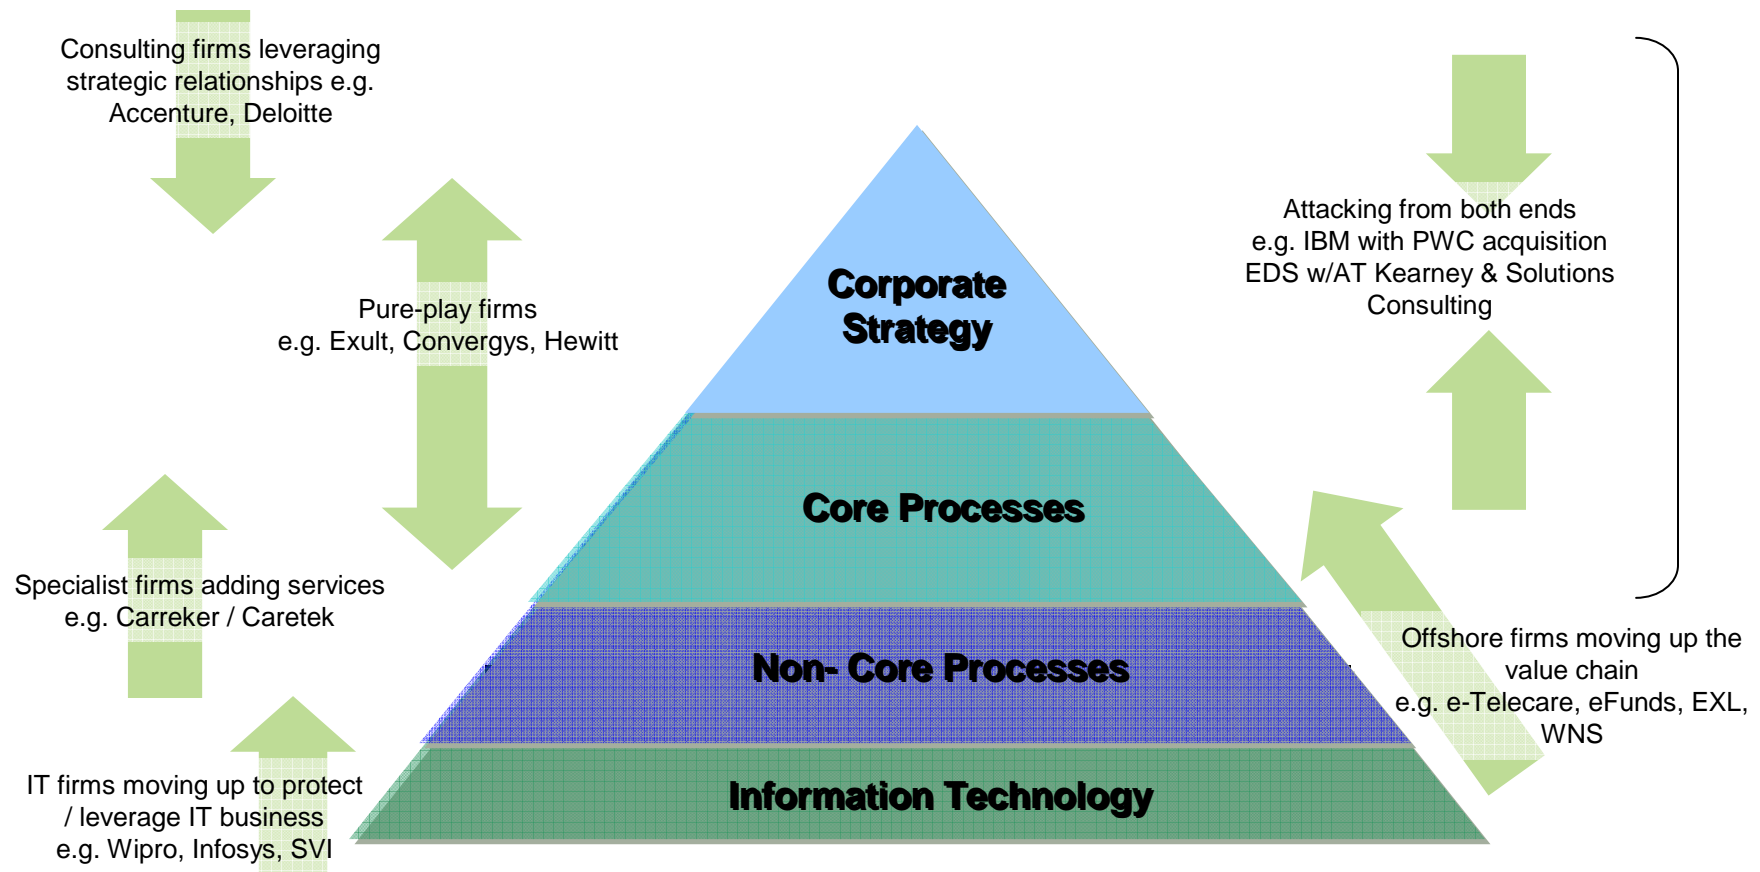 Consulting firms leveraging
strategic relationships e.g.
Accenture, Deloitte
Pure-play firms
e.g. Exult, Convergys, Hewitt
Specialist firms adding services
e.g. Carreker / Caretek
IT firms moving up to protect
/ leverage IT business
e.g. Wipro, Infosys, SVI
Corporate
Strategy
Core Processes
Non- Core Processes
Information Technology
Attacking from both ends
e.g. IBM with PWC acquisition
EDS w/AT Kearney & Solutions
Consulting
Offshore firms moving up the
value chain
e.g. e-Telecare, eFunds, EXL,
WNS